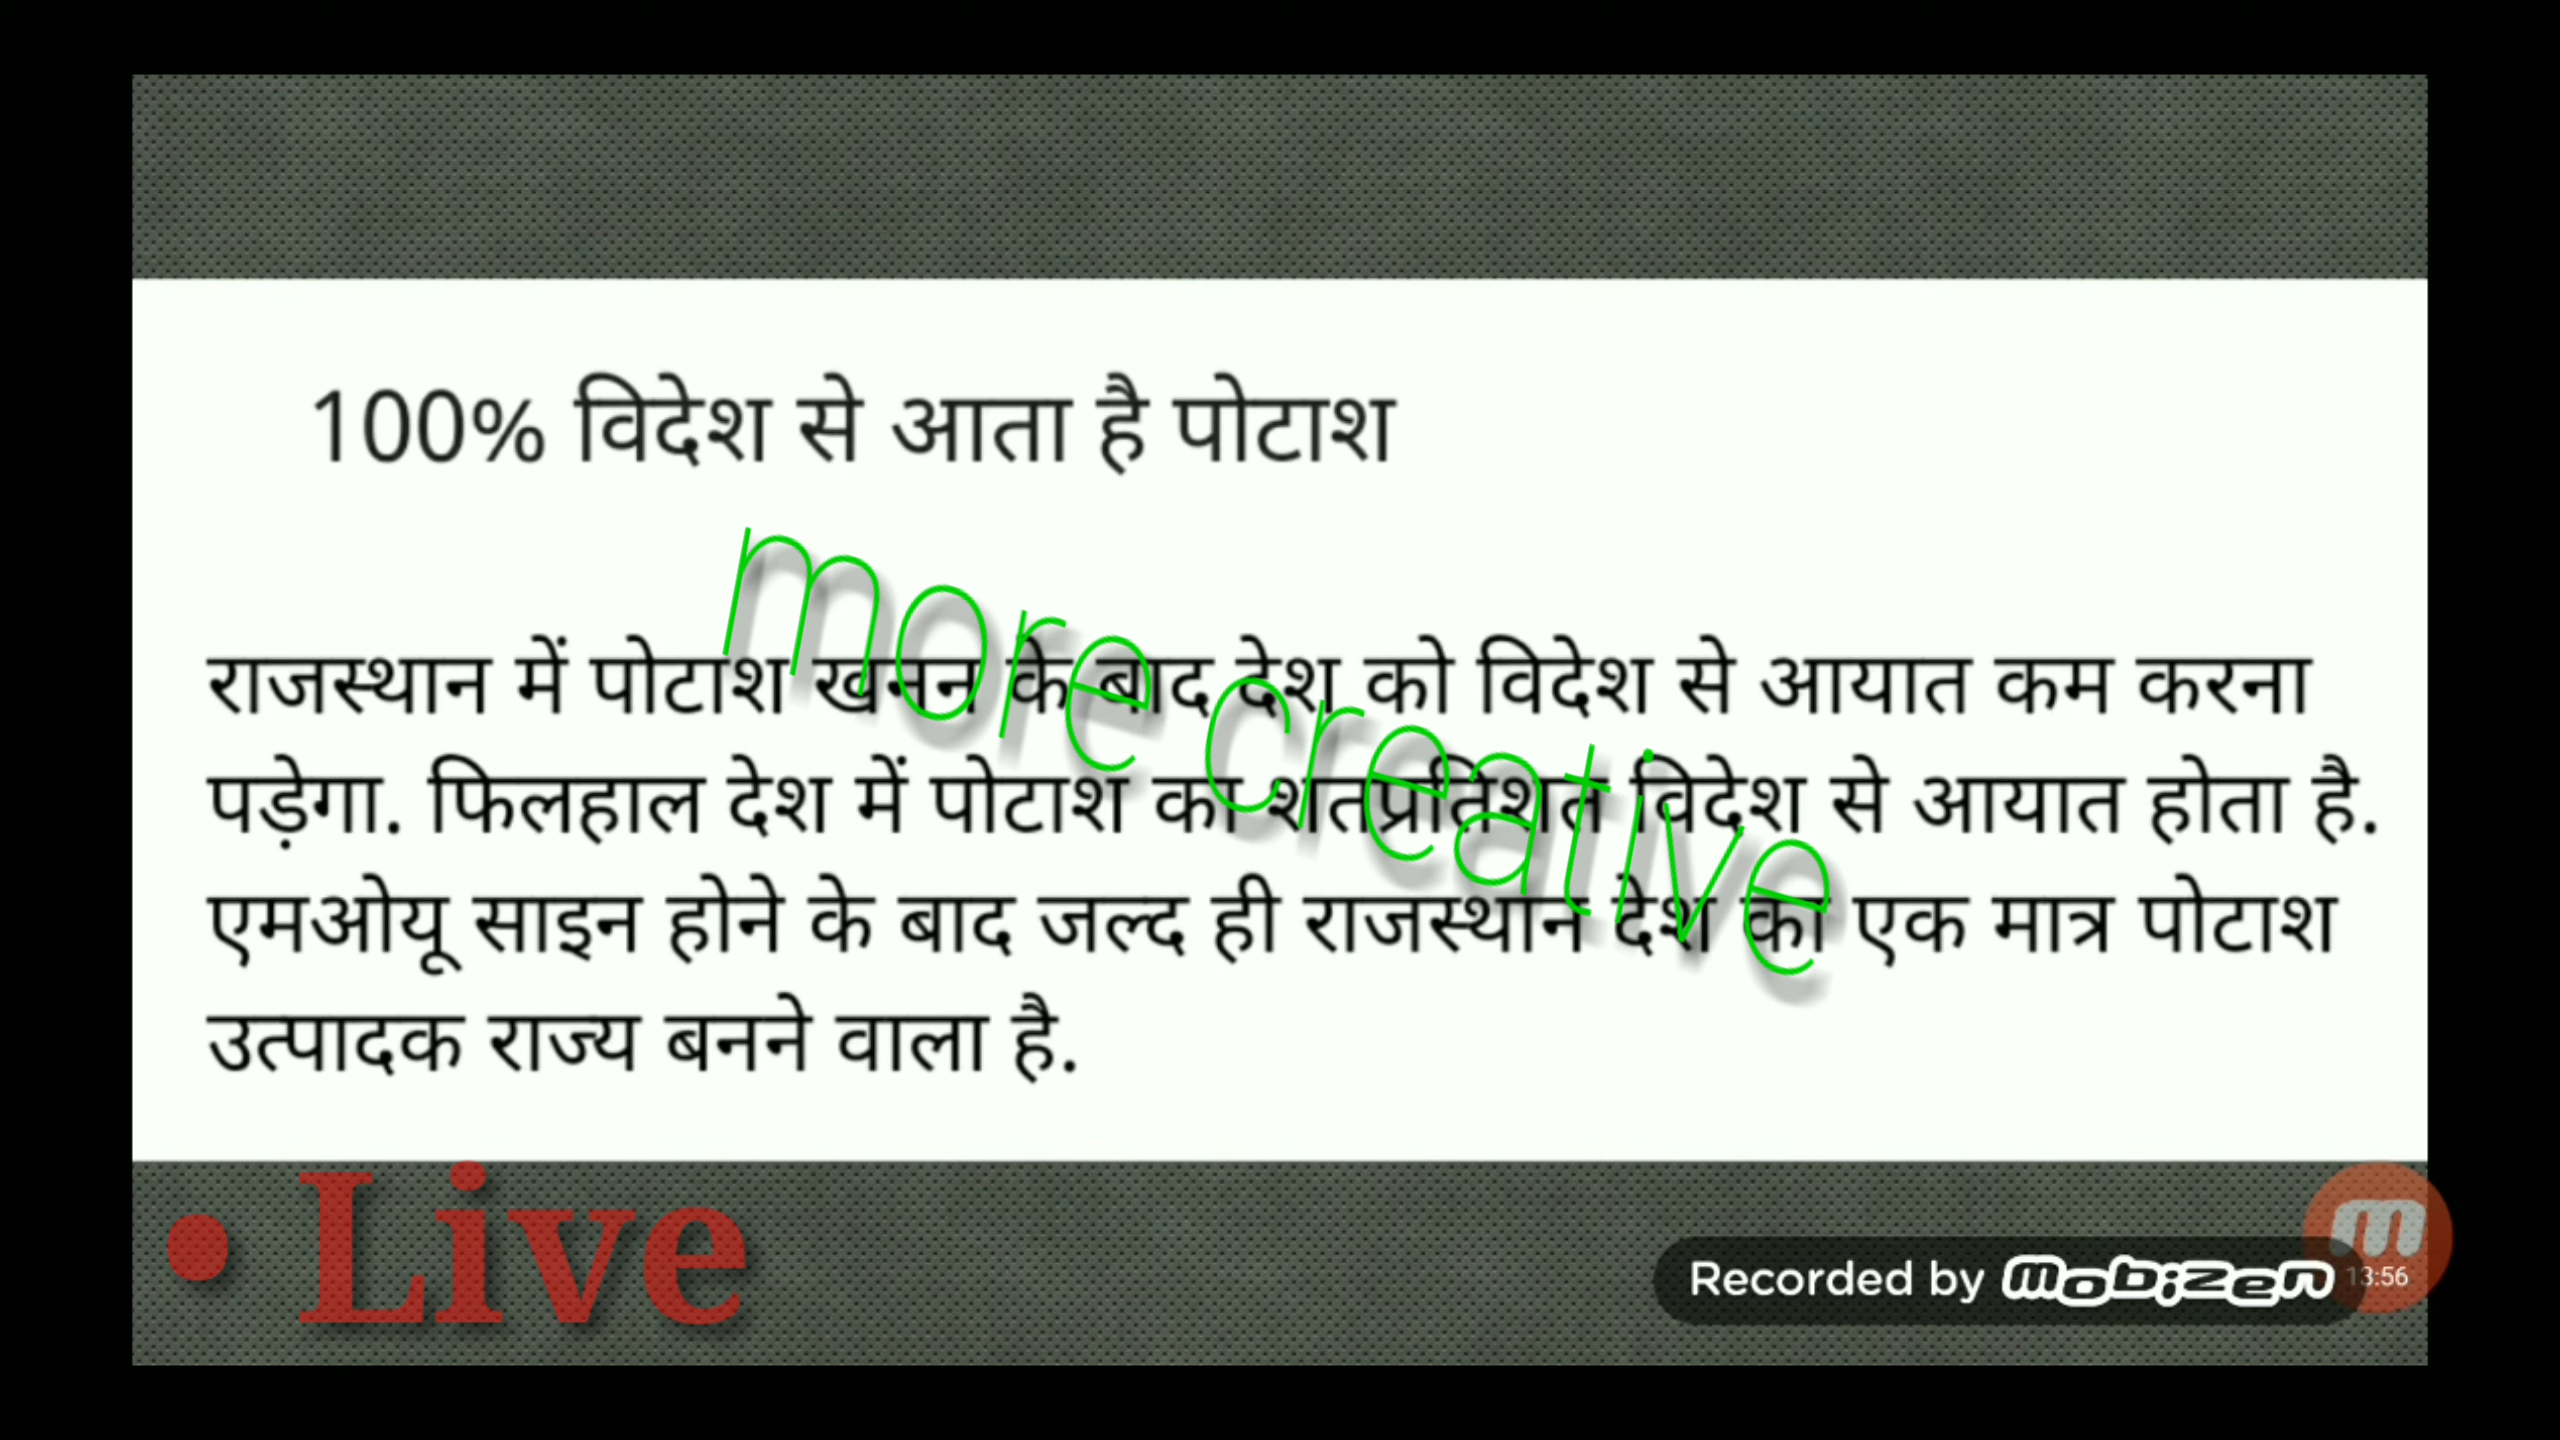 100% विदेश से आता है पोटाश
more creative
राजस्थान में पोटाश खनन के बाद देश को विदेश से आयात कम करना
पड़ेगा. फिलहाल देश में पोटाश का शतप्रतिशत विदेश से आयात होता है.
एमओयू साइन होने के बाद जल्द ही राजस्थान देश का एक मात्र पोटाश
उत्पादक राज्य बनने वाला है.
• Live
Recorded by mobizen
13:56